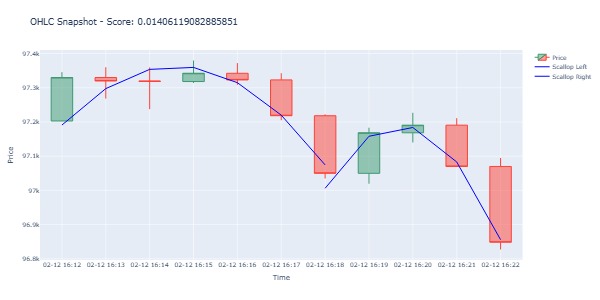 OHLC Snapshot - Score: 0.01406119082885851
Price
Scallop Left
Scallop Right
97.4k
97.3k
97.2k
97.1k
97k
96.9k
96.8k
Price
02-12 16:12 02-12 16:13 02-12 16:14 02-12 16:15 02-12 16:16 02-12 16:17 02-12 16:18 02-12 16:19 02-12 16:20 02-12 16:21 02-12 16:22
Time